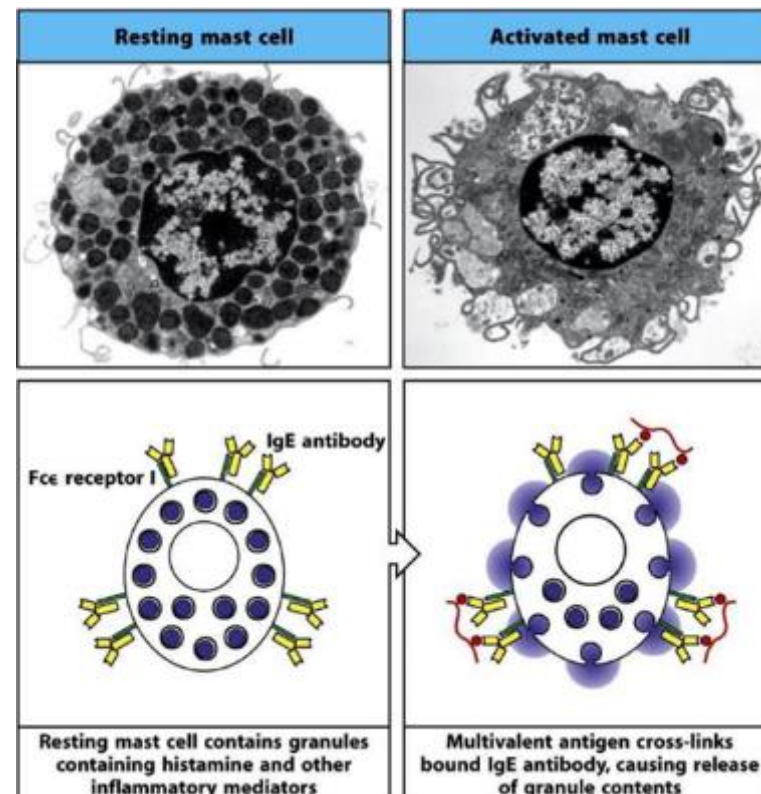 Resting mast cell
Activated mast cell
IgE antibody
Fcϵ receptor I
Resting mast cell contains granules
containing histamine and other
inflammatory mediators
Multivalent antigen cross-links
bound IgE antibody, causing release
of granule contents